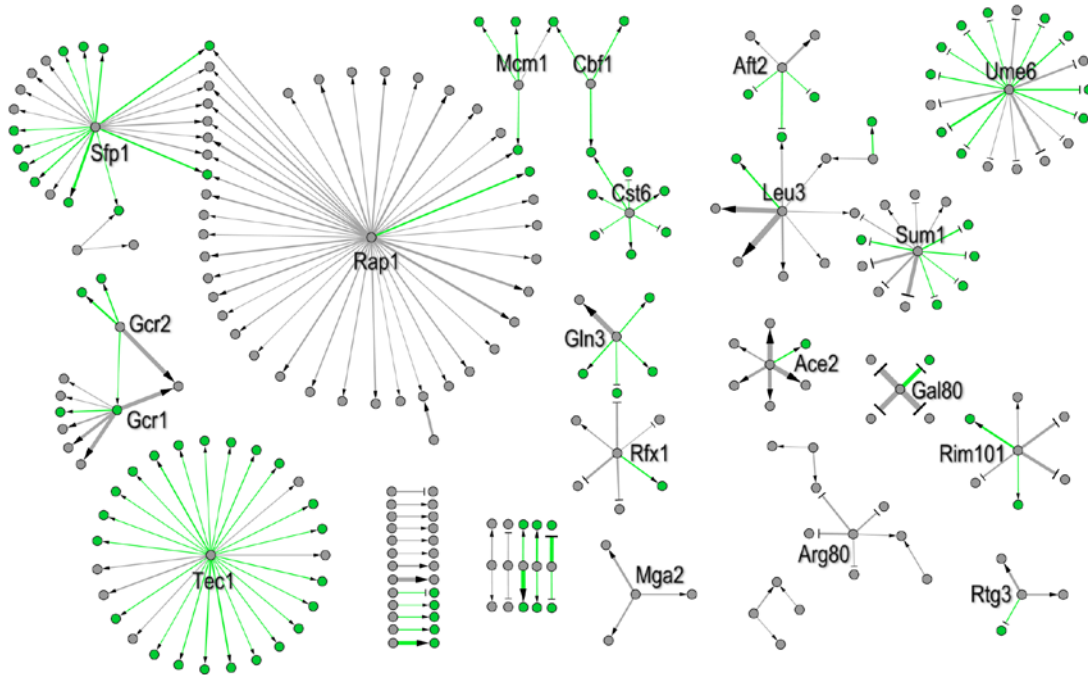 Mcm1
Cbf1
Aft2
Ume6
Sfp1
Cst6
Leu3
Sum1
Rap1
Gcr2
Gln3
Ace2
Gal80
Gcr1
Rfx1
Rim101
Arg80
Tec1
Mga2
Rtg3